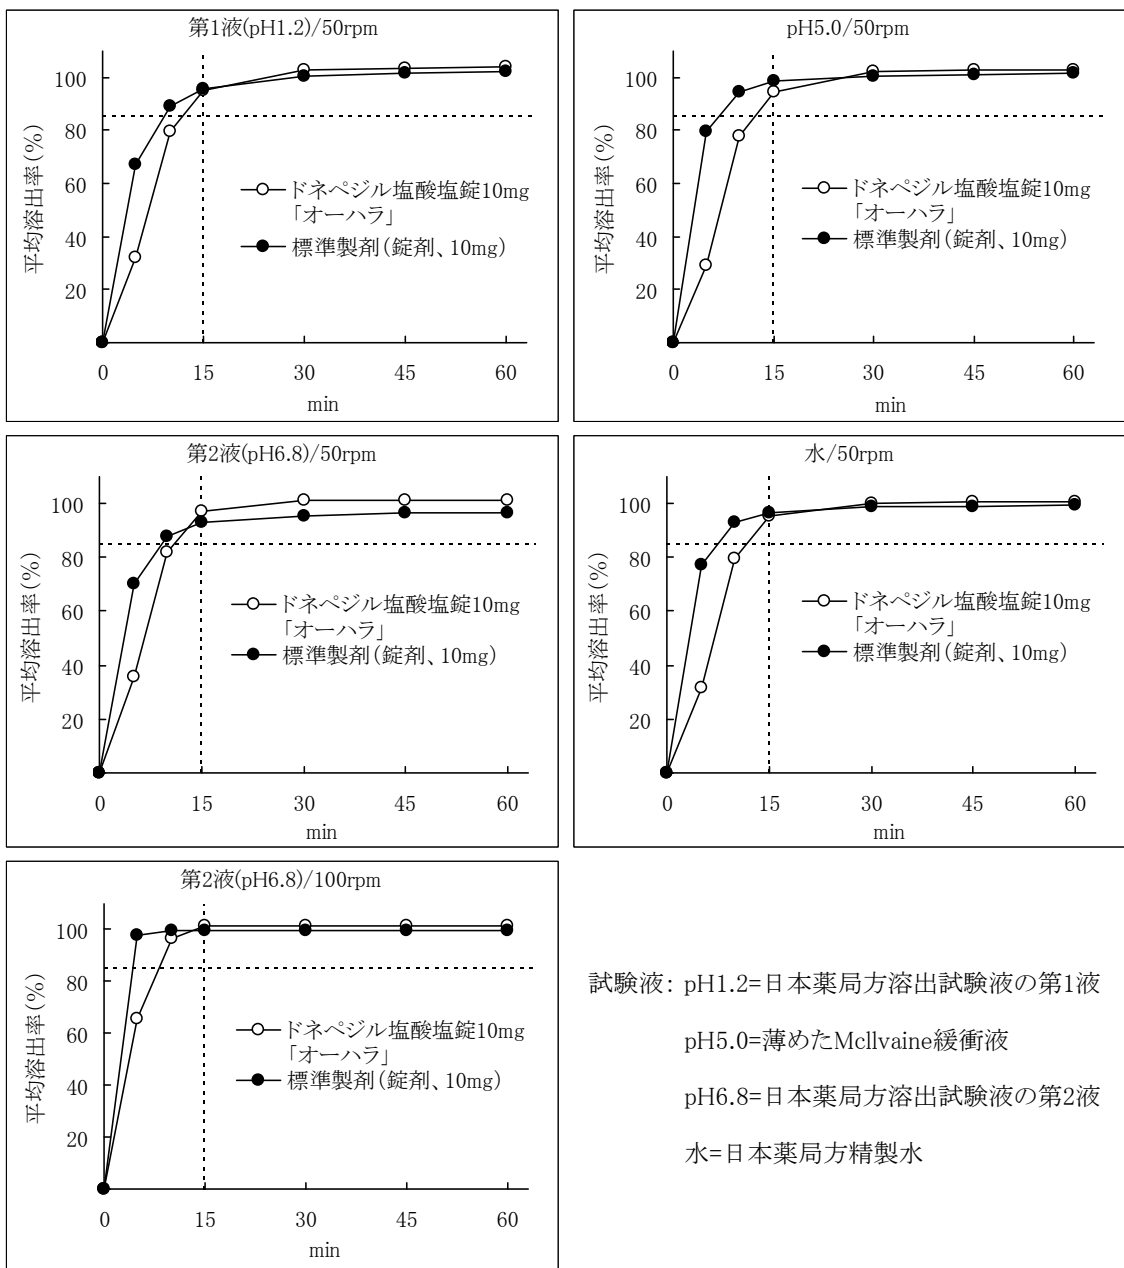 第1液(pH1.2)/50rpm
平均溶出率(%)
100
80
60
40
20
ドネペジル塩酸塩錠10mg
「オーハラ」
標準製剤(錠剤、10mg)
0 15 30 45 60
min
pH5.0/50rpm
平均溶出率(%)
100
80
60
40
20
ドネペジル塩酸塩錠10mg
「オーハラ」
標準製剤(錠剤、10mg)
0 15 30 45 60
min
第2液(pH6.8)/50rpm
平均溶出率(%)
100
80
60
40
20
ドネペジル塩酸塩錠10mg
「オーハラ」
標準製剤(錠剤、10mg)
0 15 30 45 60
min
水/50rpm
平均溶出率(%)
100
80
60
40
20
ドネペジル塩酸塩錠10mg
「オーハラ」
標準製剤(錠剤、10mg)
0 15 30 45 60
min
第2液(pH6.8)/100rpm
平均溶出率(%)
100
80
60
40
20
ドネペジル塩酸塩錠10mg
「オーハラ」
標準製剤(錠剤、10mg)
0 15 30 45 60
min
試験液: pH1.2=日本薬局方溶出試験液の第1液
pH5.0=薄めたMcllvaine緩衝液
pH6.8=日本薬局方溶出試験液の第2液
水=日本薬局方精製水